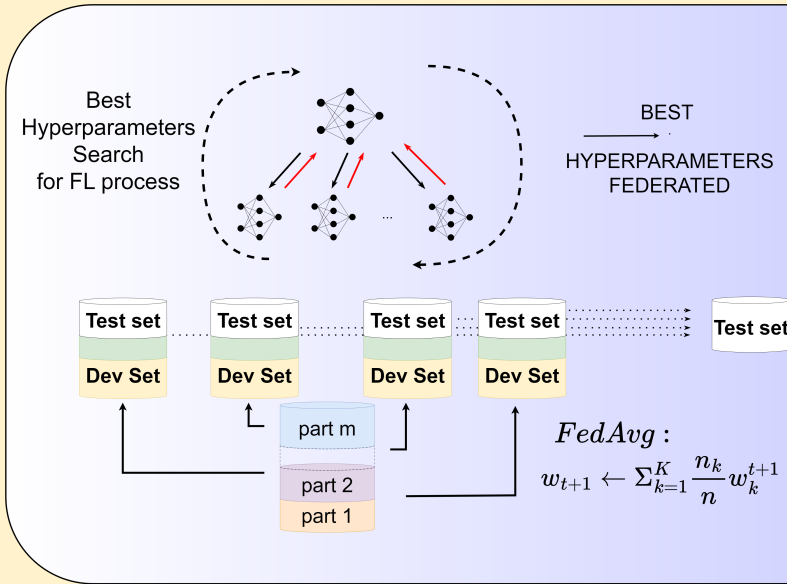 Best
Hyperparameters
Search
for FL process
BEST
HYPERPARAMETERS
FEDERATED
...
Test set
Dev Set
Test set
Dev Set
Test set
Dev Set
Test set
Dev Set
Test set
part m
part 2
part 1
FedAvg :
w_{t+1} ← Σ_{k=1}^{K} \frac{n_k}{n} w_k^{t+1}